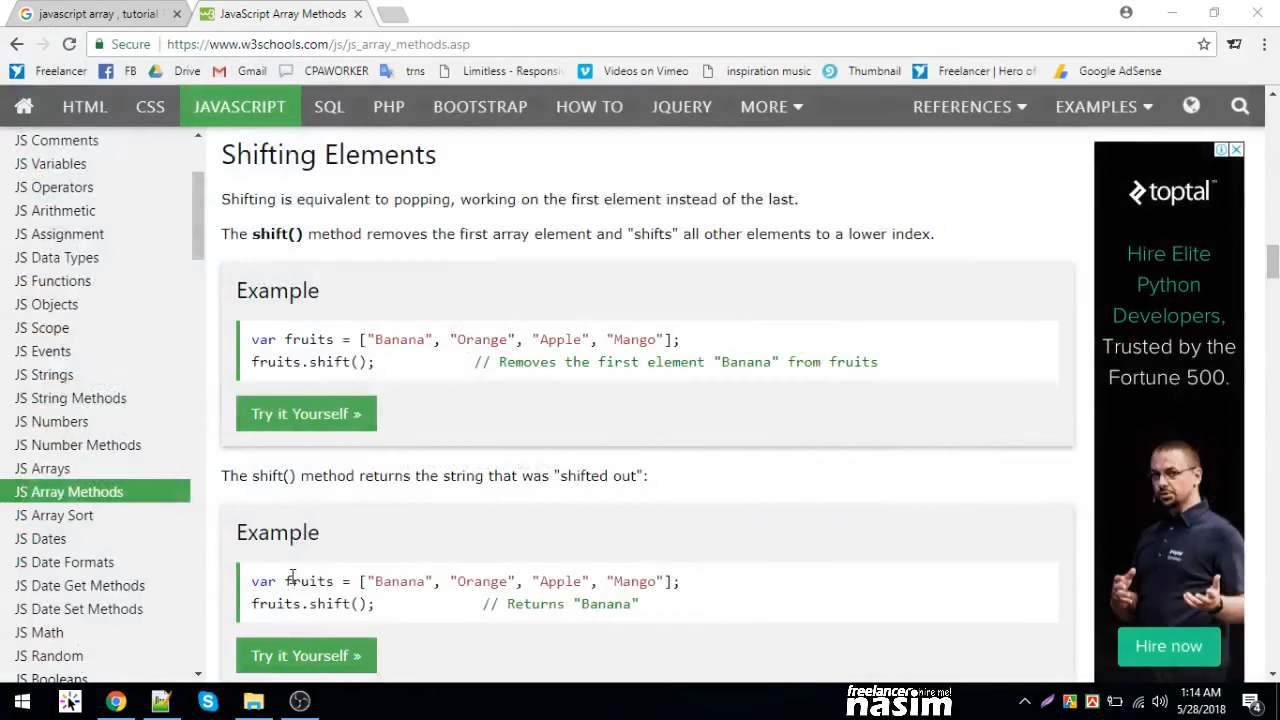 javascript array , tutorial
JavaScript Array Methods
Secure
https://www.w3schools.com/js/js_array_methods.asp
Freelancer FB Drive Gmail CPAWORKER trns Limitless - Responsi Videos on Vimeo inspiration music Thumbnail Freelancer | Hero of Google AdSense
HTML CSS JAVASCRIPT SQL PHP BOOTSTRAP HOW TO JQUERY MORE REFERENCES EXAMPLES
JS Comments
JS Variables
JS Operators
JS Arithmetic
JS Assignment
JS Data Types
JS Functions
JS Objects
JS Scope
JS Events
JS Strings
JS String Methods
JS Numbers
JS Number Methods
JS Arrays
JS Array Methods
JS Array Sort
JS Dates
JS Date Formats
JS Date Get Methods
JS Date Set Methods
JS Math
JS Random
JS Booleans
Shifting Elements
Shifting is equivalent to popping, working on the first element instead of the last.
The shift() method removes the first array element and "shifts" all other elements to a lower index.
Example
var fruits = ["Banana", "Orange", "Apple", "Mango"];
fruits.shift(); // Removes the first element "Banana" from fruits
Try it Yourself »
The shift() method returns the string that was "shifted out":
Example
var fruits = ["Banana", "Orange", "Apple", "Mango"];
fruits.shift(); // Returns "Banana"
Try it Yourself »
toptal
Hire Elite
Python
Developers,
Trusted by the
Fortune 500.
Hire now
freelancer hire me!
nasim
1:14 AM
5/28/2018
4